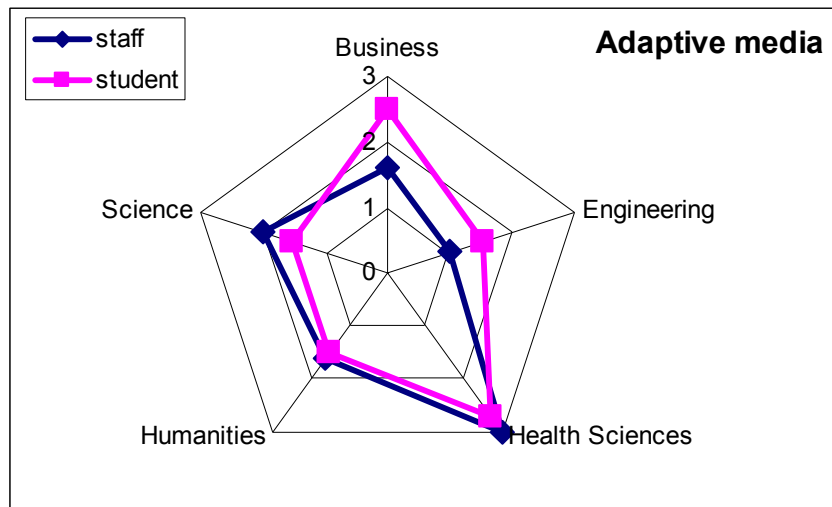 staff
student
Adaptive media
Business
3
2
1
0
Science
Engineering
Humanities
Health Sciences